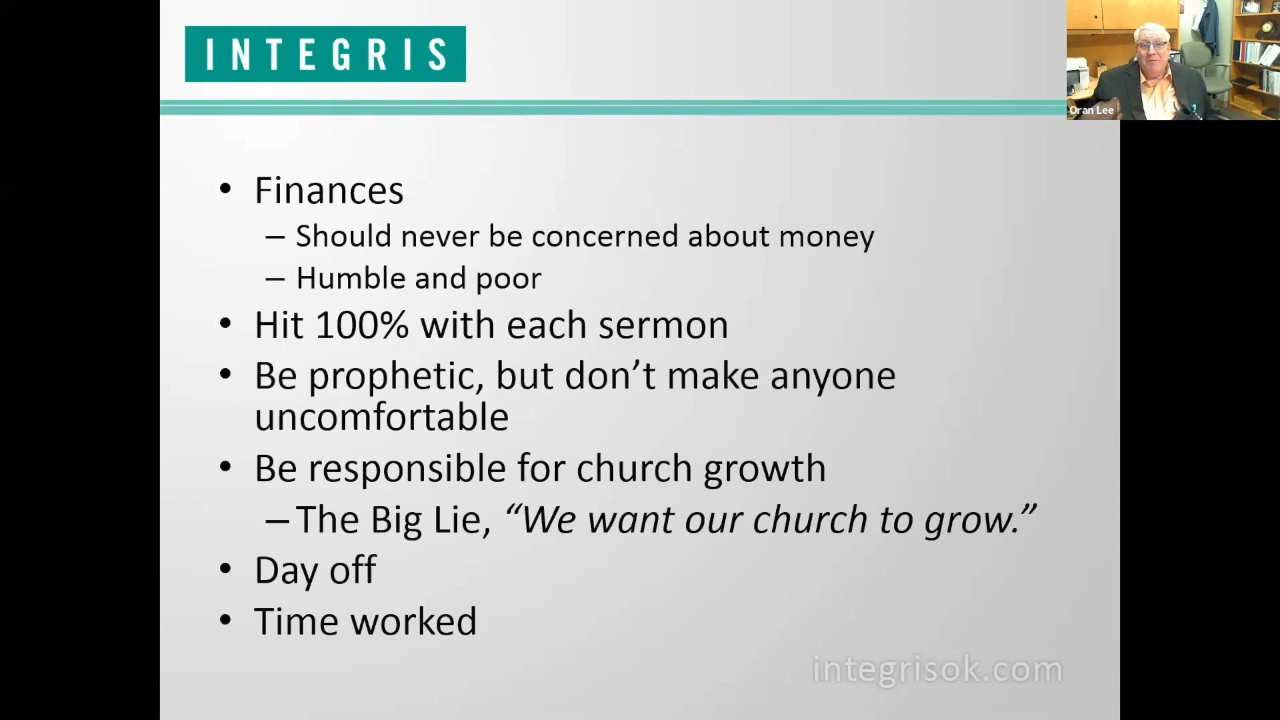 INTEGRIS
Oran Lee
• Finances
– Should never be concerned about money
– Humble and poor
• Hit 100% with each sermon
• Be prophetic, but don’t make anyone
uncomfortable
• Be responsible for church growth
– The Big Lie, “We want our church to grow.”
• Day off
• Time worked
integrisok.com